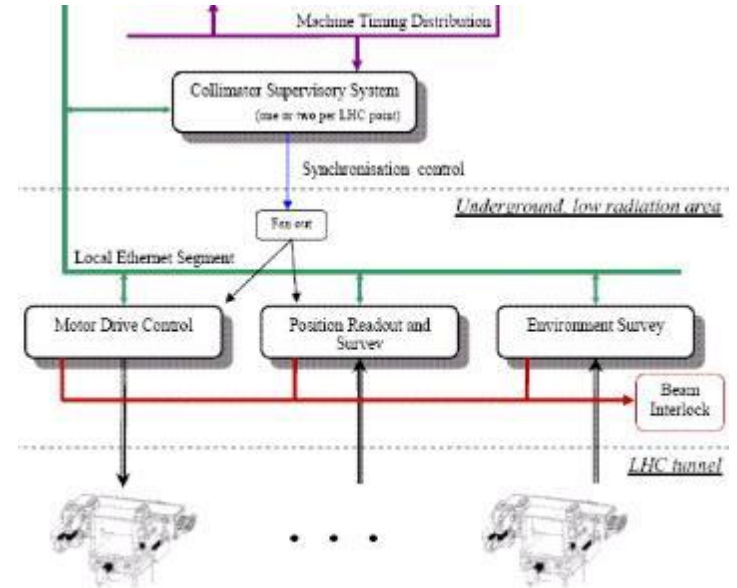 Machine Timing Distribution
Collimator Supervisory System
(one or two per LHC point)
Synchronisation control
Underground, low radiation area
Fan out
Local Ethernet Segment
Motor Drive Control
Position Readout and
Survey
Environment Survey
Beam
Interlock
LHC tunnel